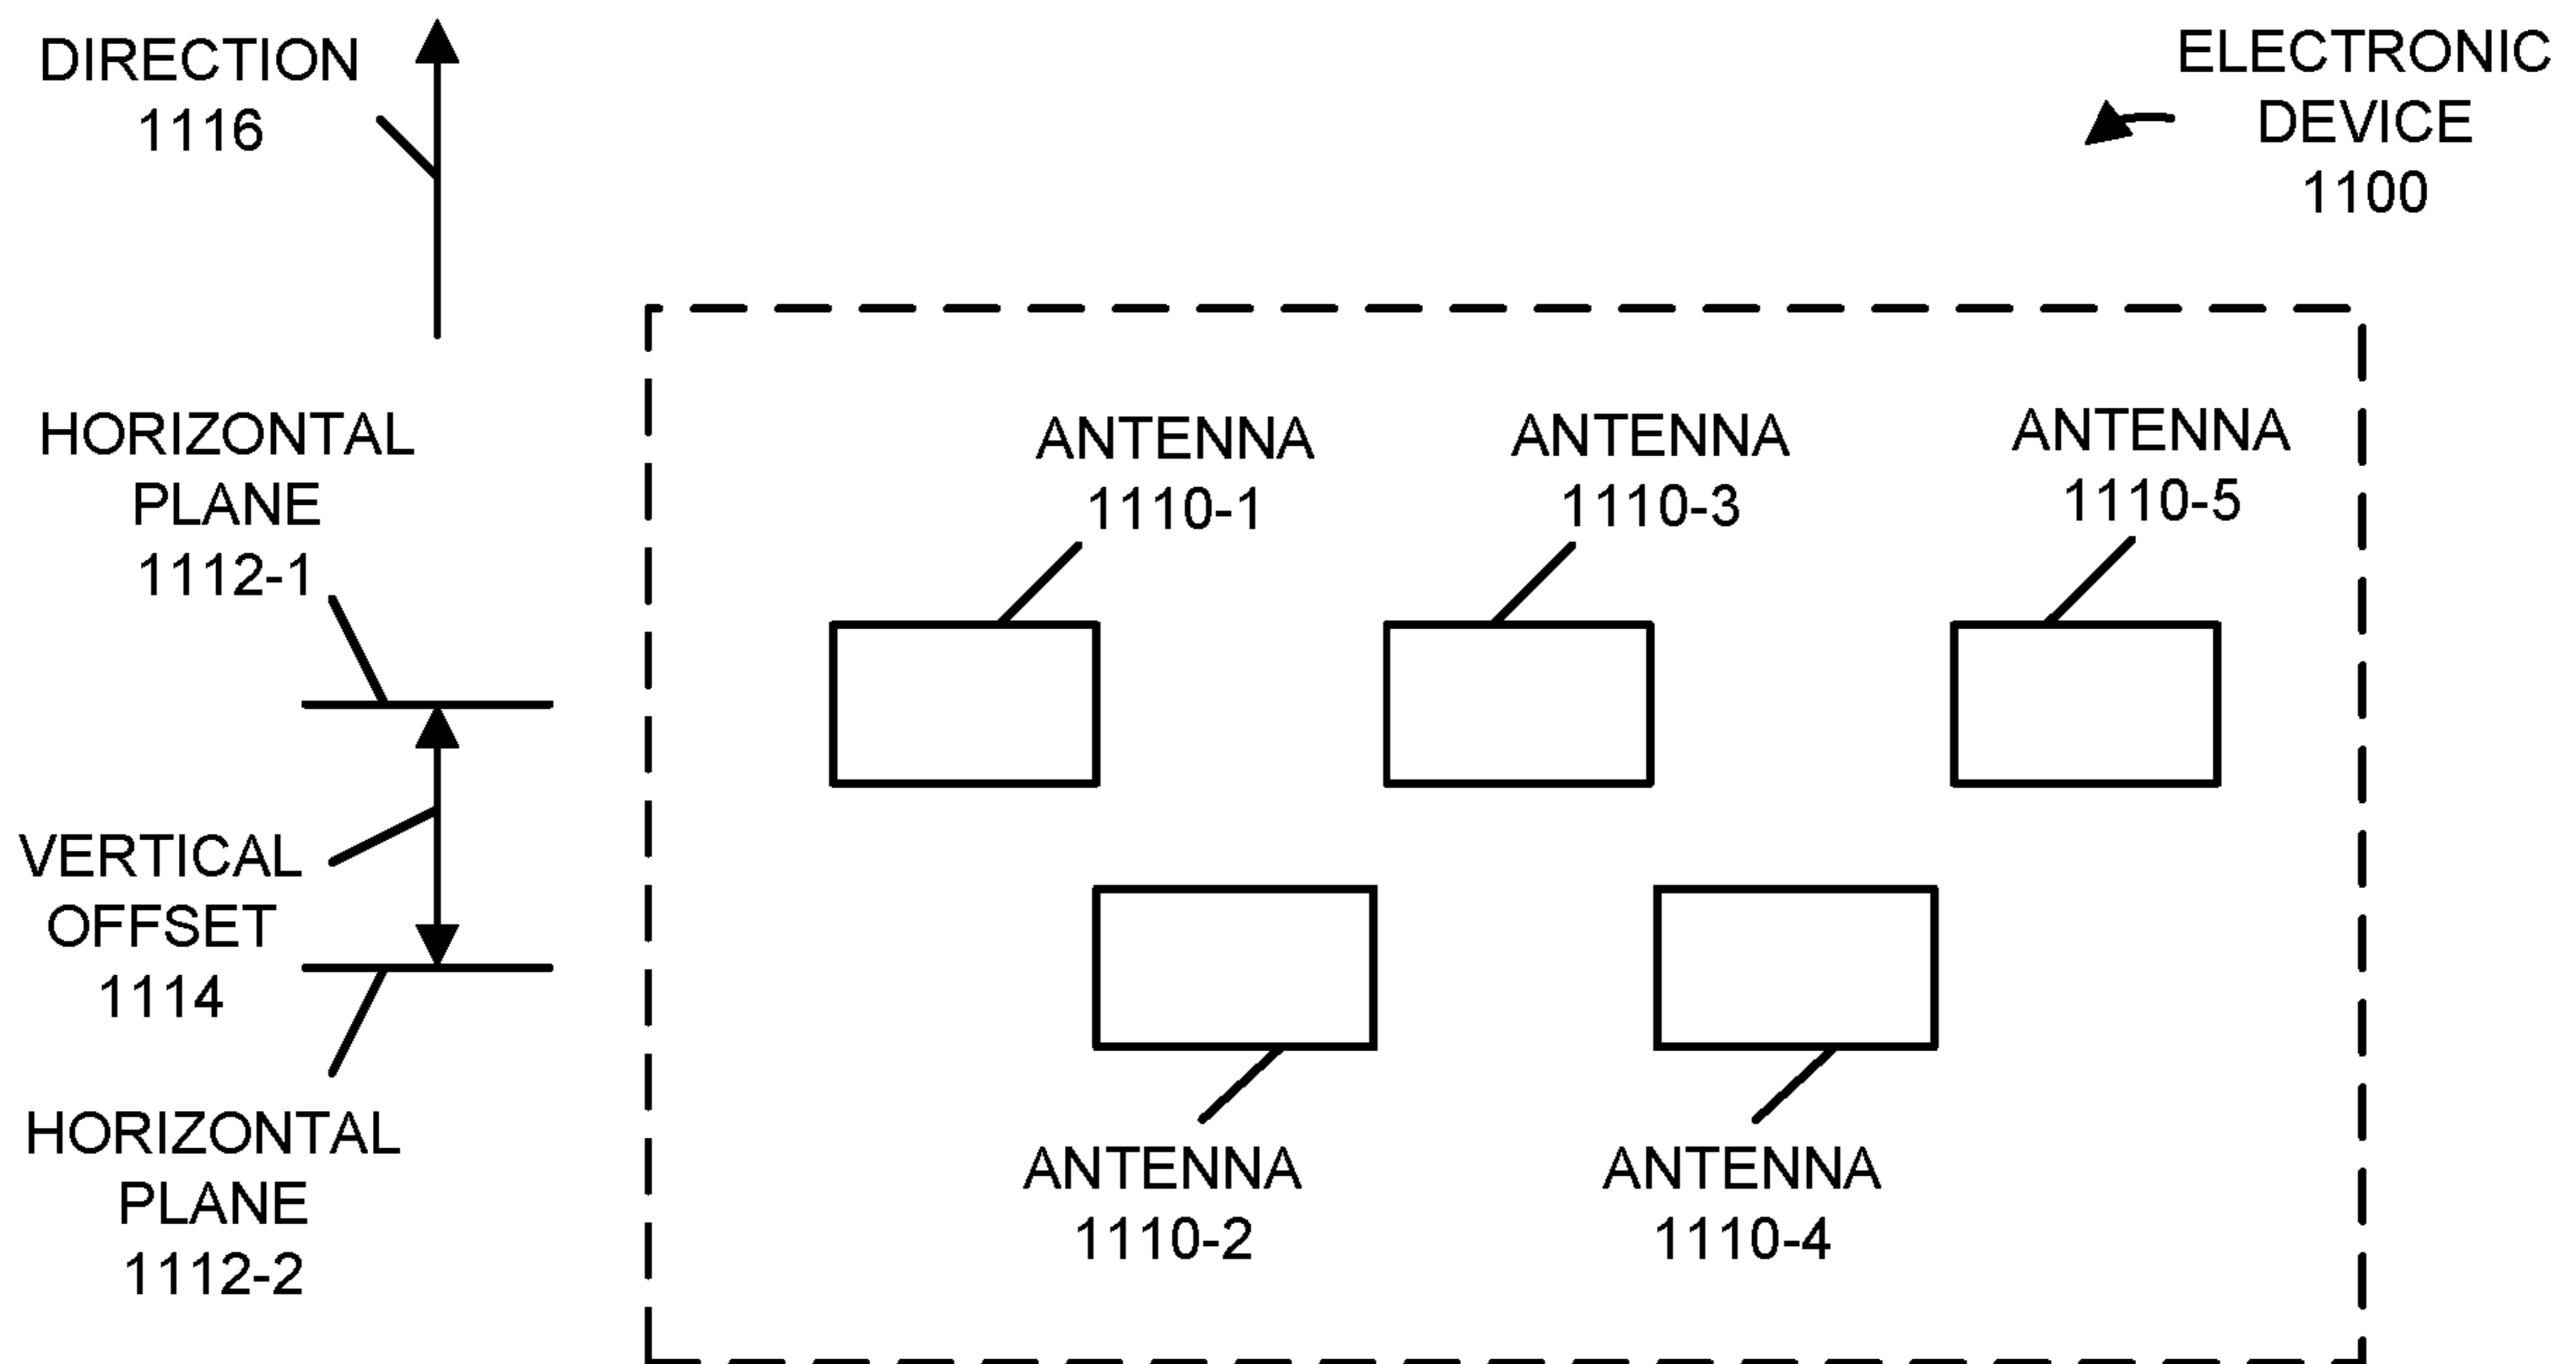 DIRECTION
1116
ELECTRONIC
DEVICE
1100
HORIZONTAL
PLANE
1112-1
ANTENNA
1110-1
ANTENNA
1110-3
ANTENNA
1110-5
VERTICAL
OFFSET
1114
HORIZONTAL
PLANE
1112-2
ANTENNA
1110-2
ANTENNA
1110-4